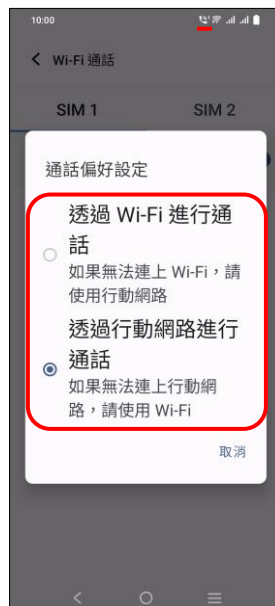 10:00
Wi-Fi 通話
SIM 1 SIM 2
通話偏好設定
透過 Wi-Fi 進行通
話
如果無法連上 Wi-Fi，請
使用行動網路
透過行動網路進行
通話
如果無法連上行動網
路，請使用 Wi-Fi
取消